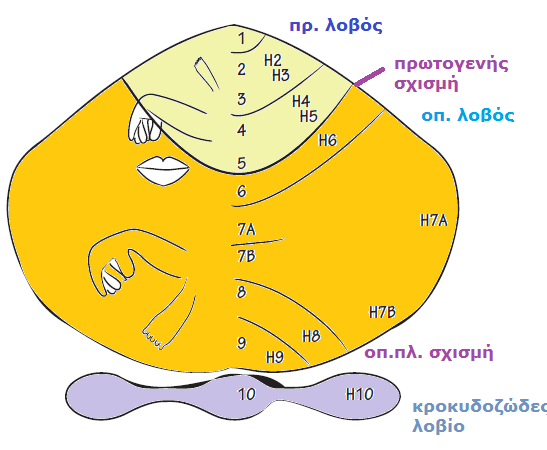 πρ. λοβός
1
H2
2
H3
πρωτογενής
σχισμή
3
H4
H5
οπ. λοβός
4
H6
5
6
H7A
7A
7B
8
H7B
H8
9
H9
οπ.πλ. σχισμή
10
H10
κροκυδοζώδες
λοβίο